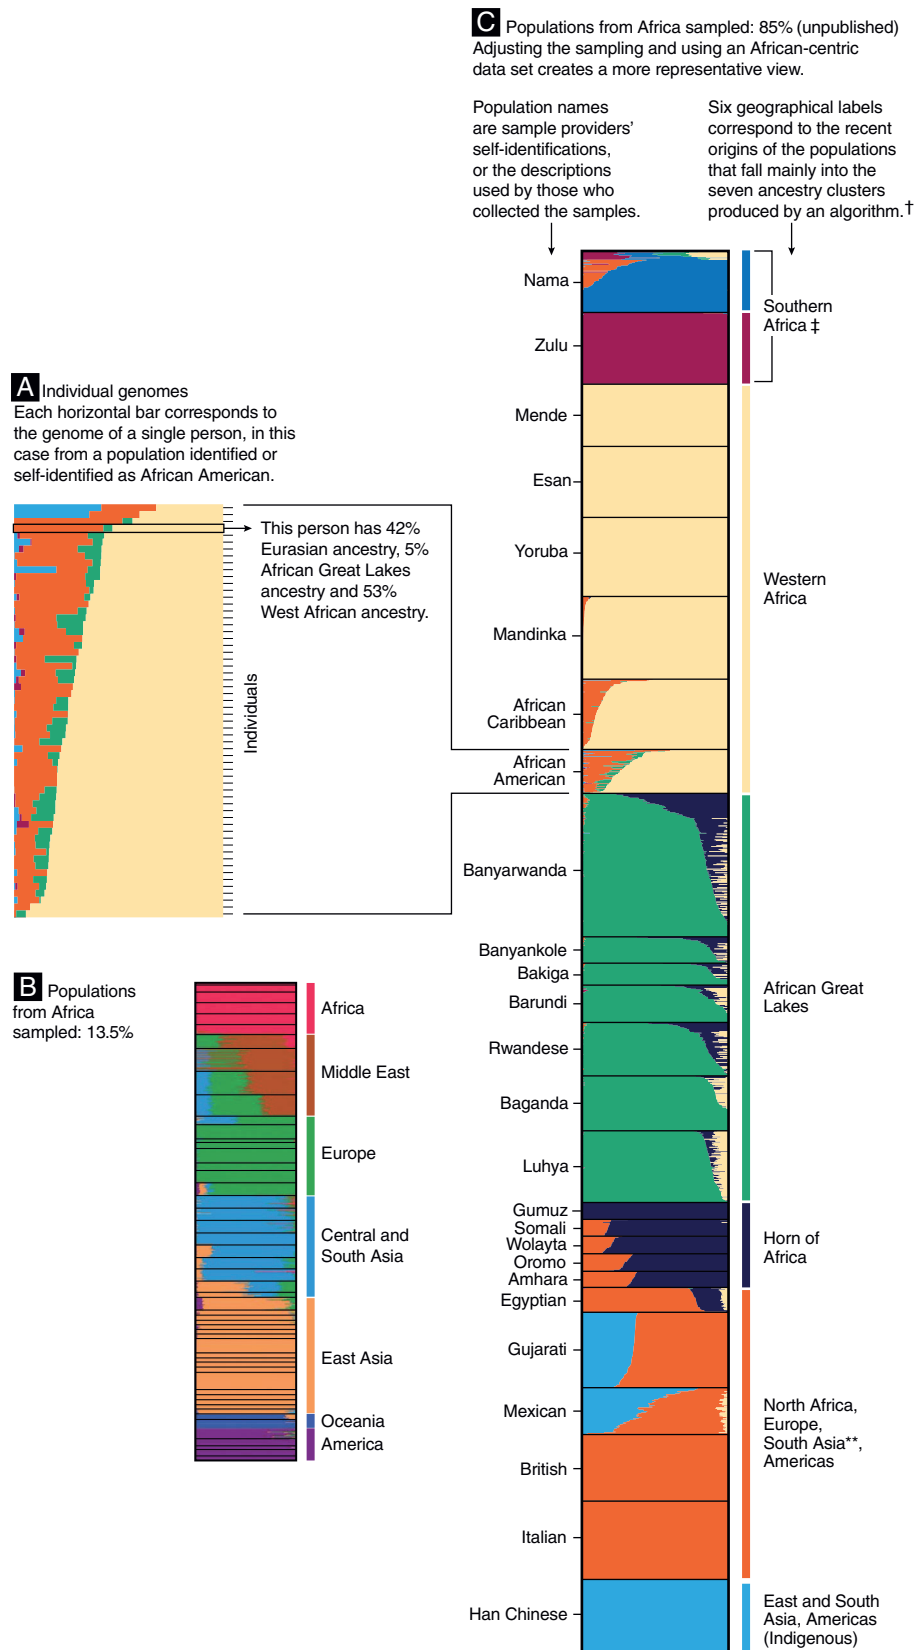 C Populations from Africa sampled: 85% (unpublished)
Adjusting the sampling and using an African-centric
data set creates a more representative view.
Population names
are sample providers’
self-identifications,
or the descriptions
used by those who
collected the samples.
Six geographical labels
correspond to the recent
origins of the populations
that fall mainly into the
seven ancestry clusters
produced by an algorithm.†
A Individual genomes
Each horizontal bar corresponds to
the genome of a single person, in this
case from a population identified or
self-identified as African American.
This person has 42%
Eurasian ancestry, 5%
African Great Lakes
ancestry and 53%
West African ancestry.
Individuals
B Populations
from Africa
sampled: 13.5%
Africa
Middle East
Europe
Central and
South Asia
East Asia
Oceania
America
Nama
Zulu
Mende
Esan
Yoruba
Mandinka
African
Caribbean
African
American
Banyarwanda
Banyankole
Bakiga
Barundi
Rwandese
Baganda
Luhya
Gumuz
Somali
Wolayta
Oromo
Amhara
Egyptian
Gujarati
Mexican
British
Italian
Han Chinese
Southern
Africa ‡
Western
Africa
African Great
Lakes
Horn of
Africa
North Africa,
Europe,
South Asia**,
Americas
East and South
Asia, Americas
(Indigenous)